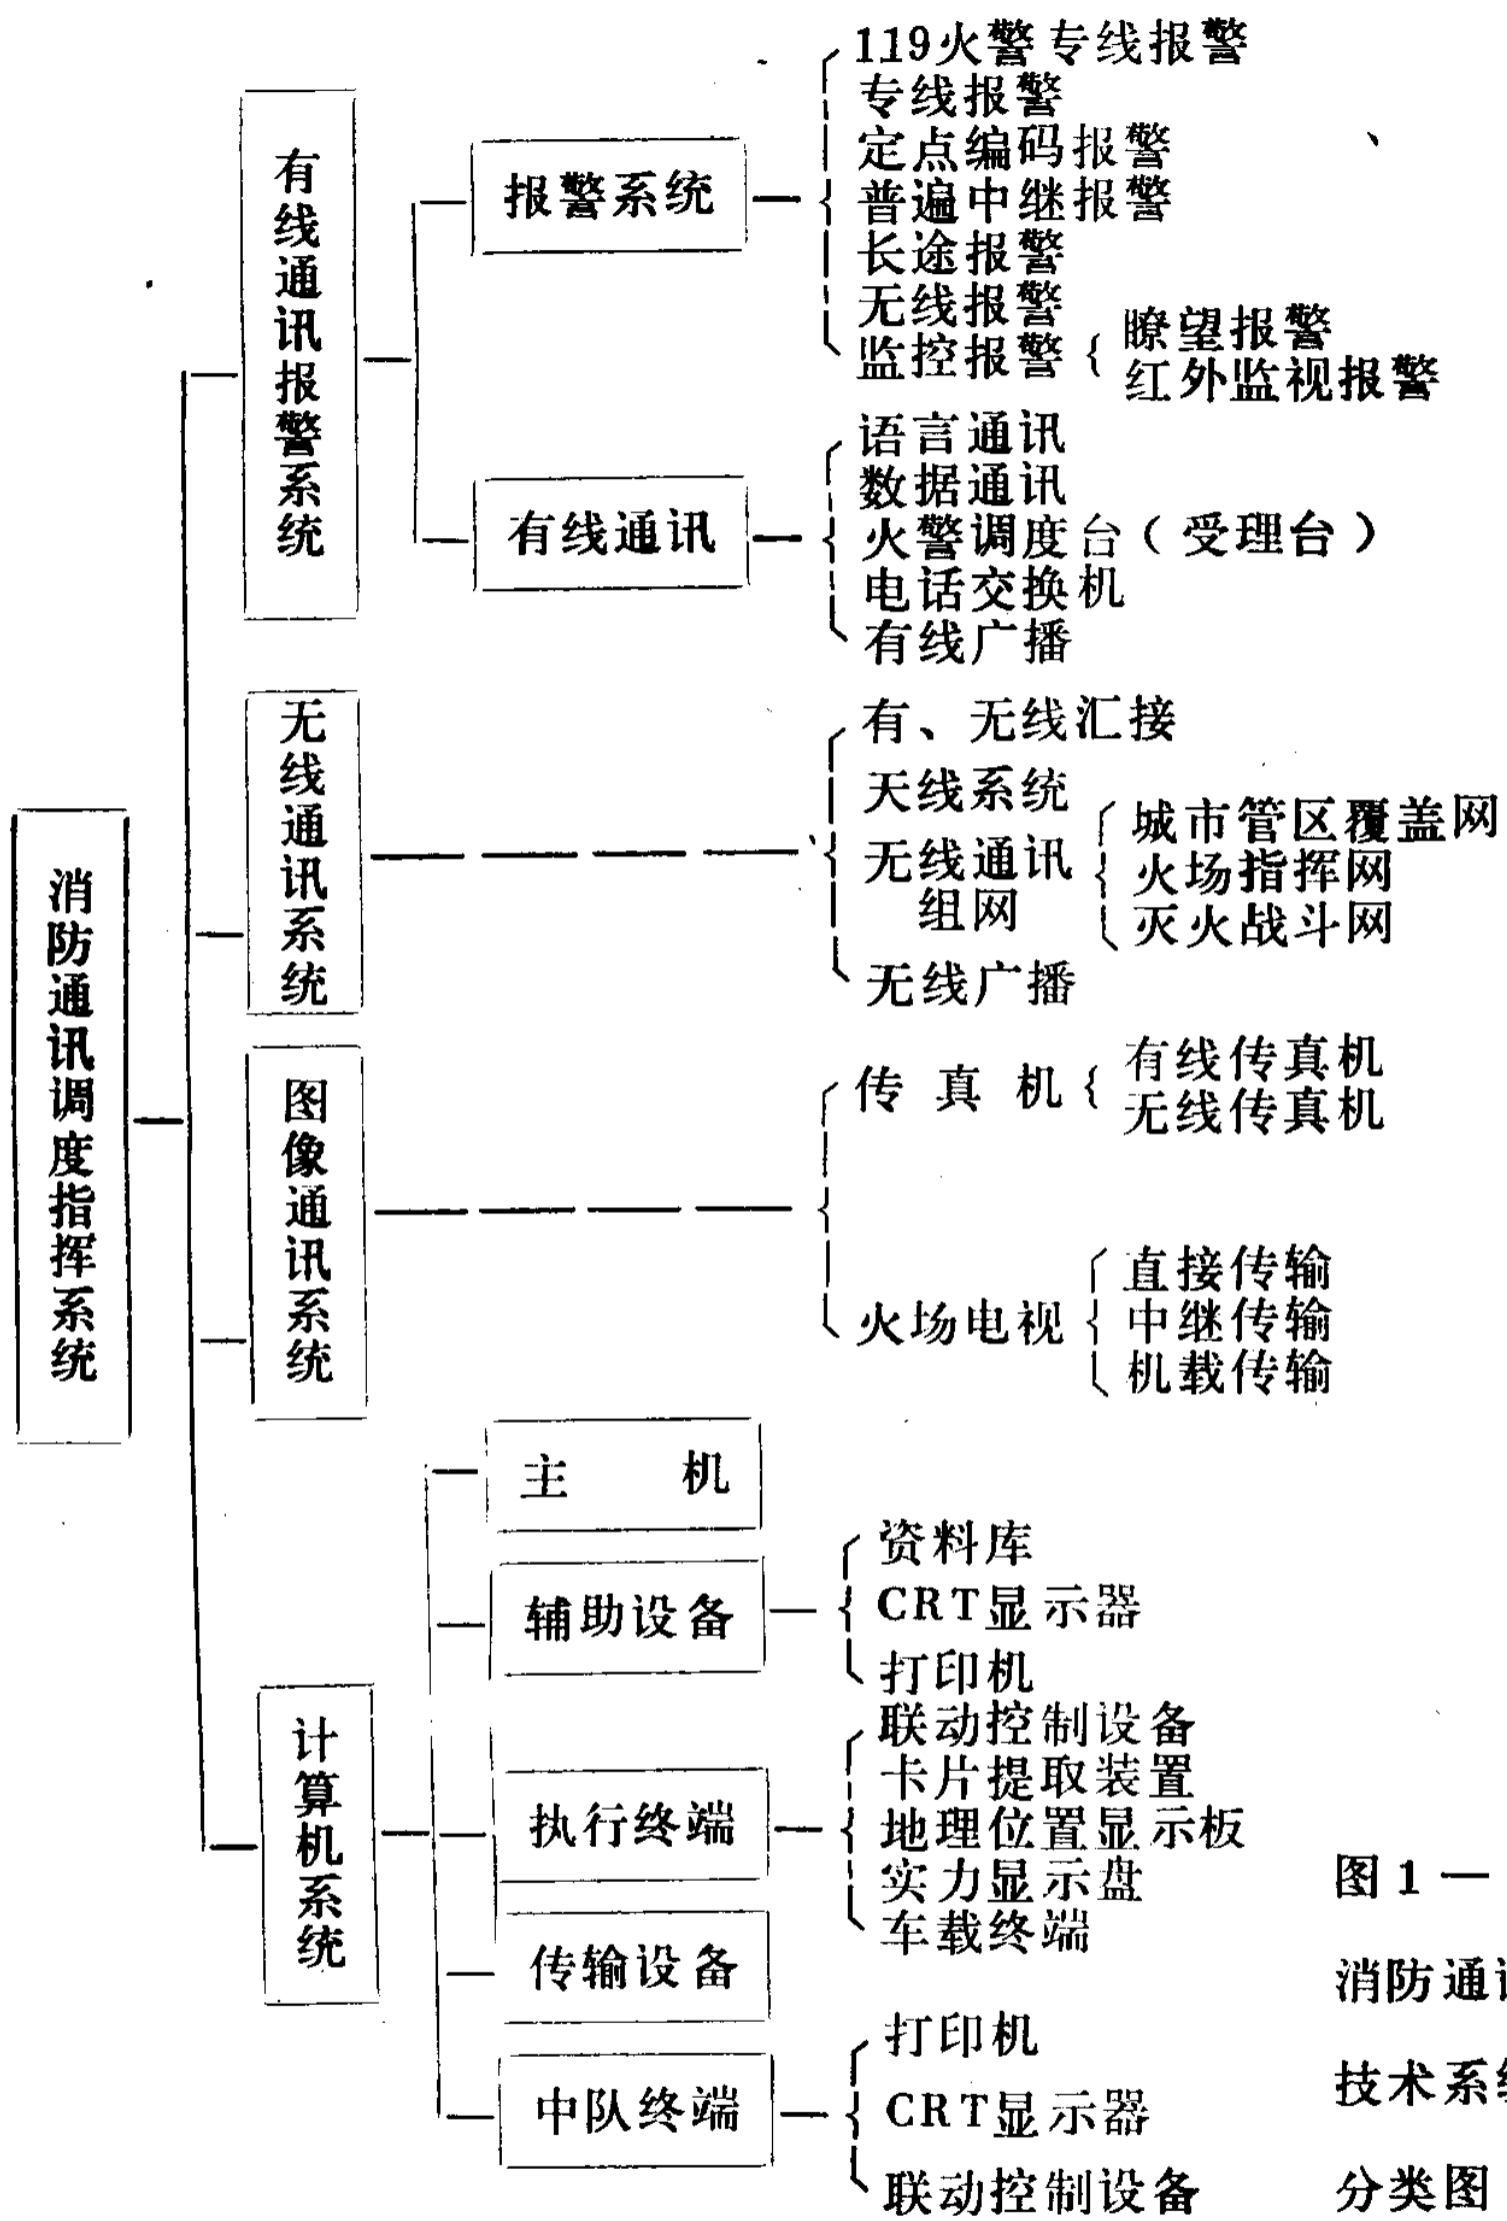 消防通讯调度指挥系统
有线通讯报警系统
报警系统
119火警专线报警
专线报警
定点编码报警
普遍中继报警
长途报警
无线报警
监控报警
瞭望报警
红外监视报警
有线通讯
语言通讯
数据通讯
火警调度台（受理台）
电话交换机
有线广播
无线通讯系统
有、无线汇接
天线系统
无线通讯
组网
城市管区覆盖网
火场指挥网
灭火战斗网
无线广播
图像通讯系统
传真机
有线传真机
无线传真机
火场电视
直接传输
中继传输
机载传输
计算机系统
主机
辅助设备
资料库
CRT显示器
打印机
执行终端
联动控制设备
卡片提取装置
地理位置显示板
实力显示盘
车载终端
传输设备
中队终端
打印机
CRT显示器
联动控制设备
图1—
消防通
技术系
分类图